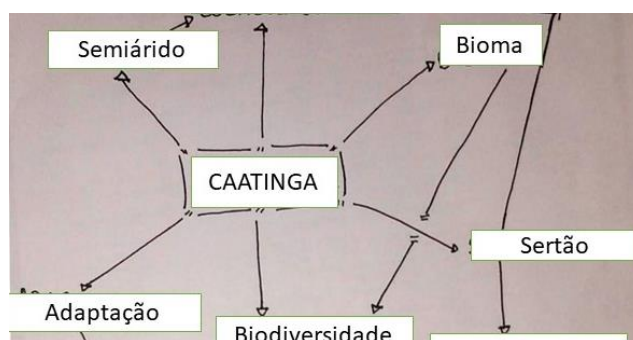 Semiárido
Bioma
CAATINGA
Sertão
Adaptação
Biodiversidade